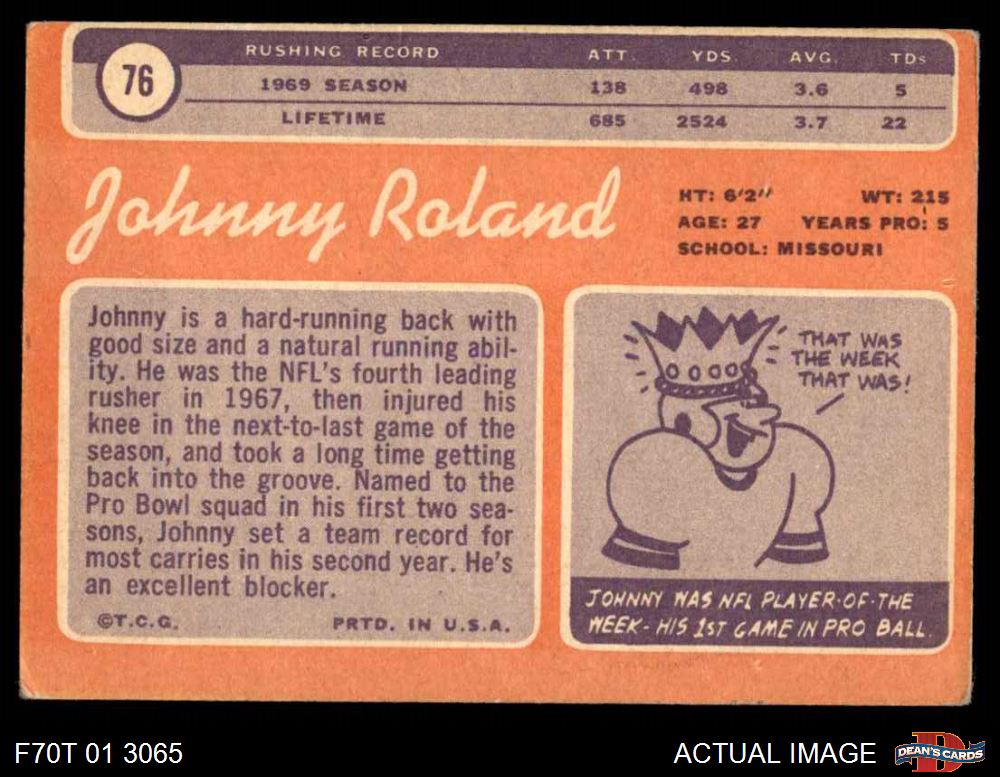 76
RUSHING RECORD ATT. YDS. AVG. TDs
1969 SEASON 138 498 3.6 5
LIFETIME 685 2524 3.7 22
Johnny Roland
HT: 6'2" WT: 215
AGE: 27 YEARS PRO: 5
SCHOOL: MISSOURI
Johnny is a hard-running back with
good size and a natural running abil-
ity. He was the NFL's fourth leading
rusher in 1967, then injured his
knee in the next-to-last game of the
season, and took a long time getting
back into the groove. Named to the
Pro Bowl squad in his first two sea-
sons, Johnny set a team record for
most carries in his second year. He's
an excellent blocker.
©T.C.G. PRTD. IN U.S.A.
THAT WAS
THE WEEK
THAT WAS!
JOHNNY WAS NFL PLAYER-OF-THE
WEEK - HIS 1ST GAME IN PRO BALL.
F70T 01 3065
ACTUAL IMAGE
D
DEAN'S CARDS